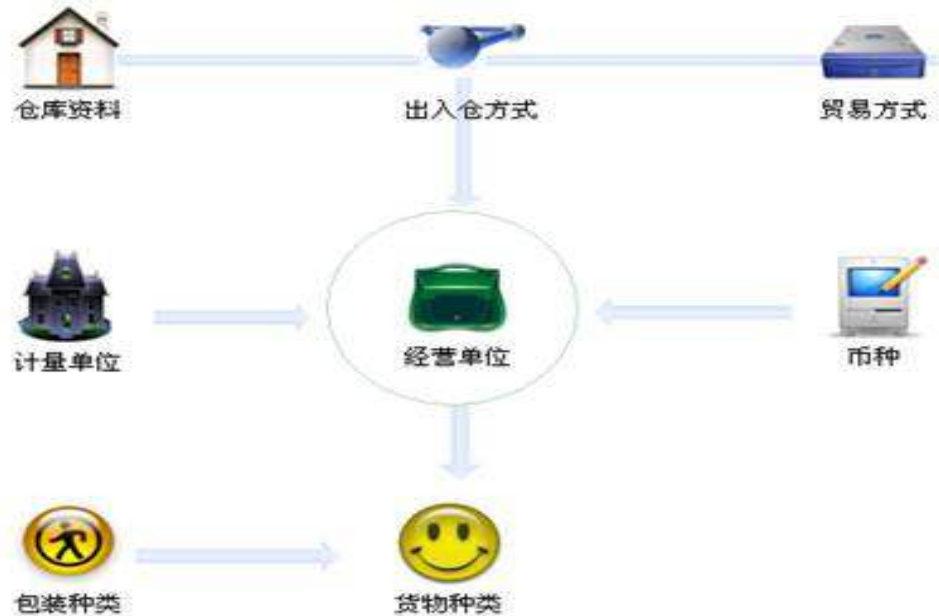 仓库资料
出入仓方式
贸易方式
计量单位
经营单位
币种
包装种类
货物种类